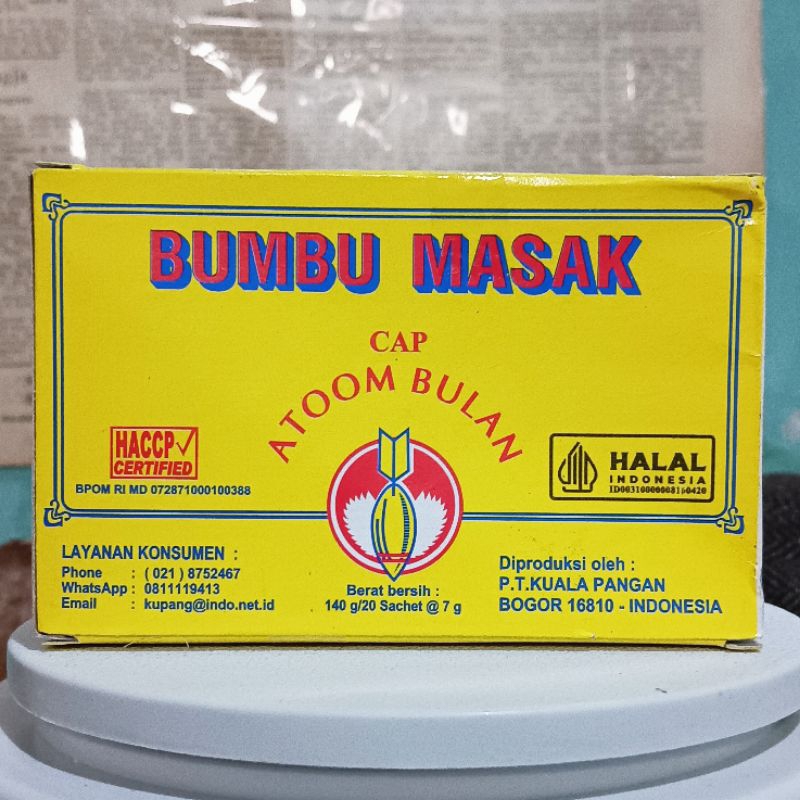 BUMBU MASAK
CAP
ATOOM BULAN
HACCP
CERTIFIED
BPOM RI MD 072871000100388
HALAL
INDONESIA
ID00310000008160420
LAYANAN KONSUMEN :
Phone : ( 021 ) 8752467
WhatsApp : 0811119413
Email : kupang@indo.net.id
Berat bersih :
140 g/20 Sachet @ 7 g
Diproduksi oleh :
P.T.KUALA PANGAN
BOGOR 16810 - INDONESIA